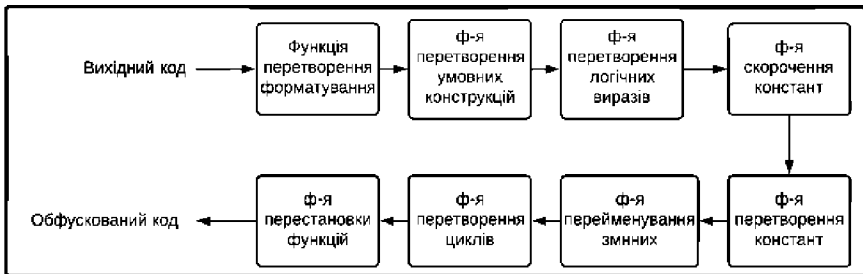 Вихідний код
Функція
перетворення
форматування
ф-я
перетворення
умовних
конструкцій
ф-я
перетворення
логічних
виразів
ф-я
скорочення
констант
Обфускований код
ф-я
перестановки
функцій
ф-я
перетворення
циклів
ф-я
перейменування
змнних
ф-я
перетворення
констант